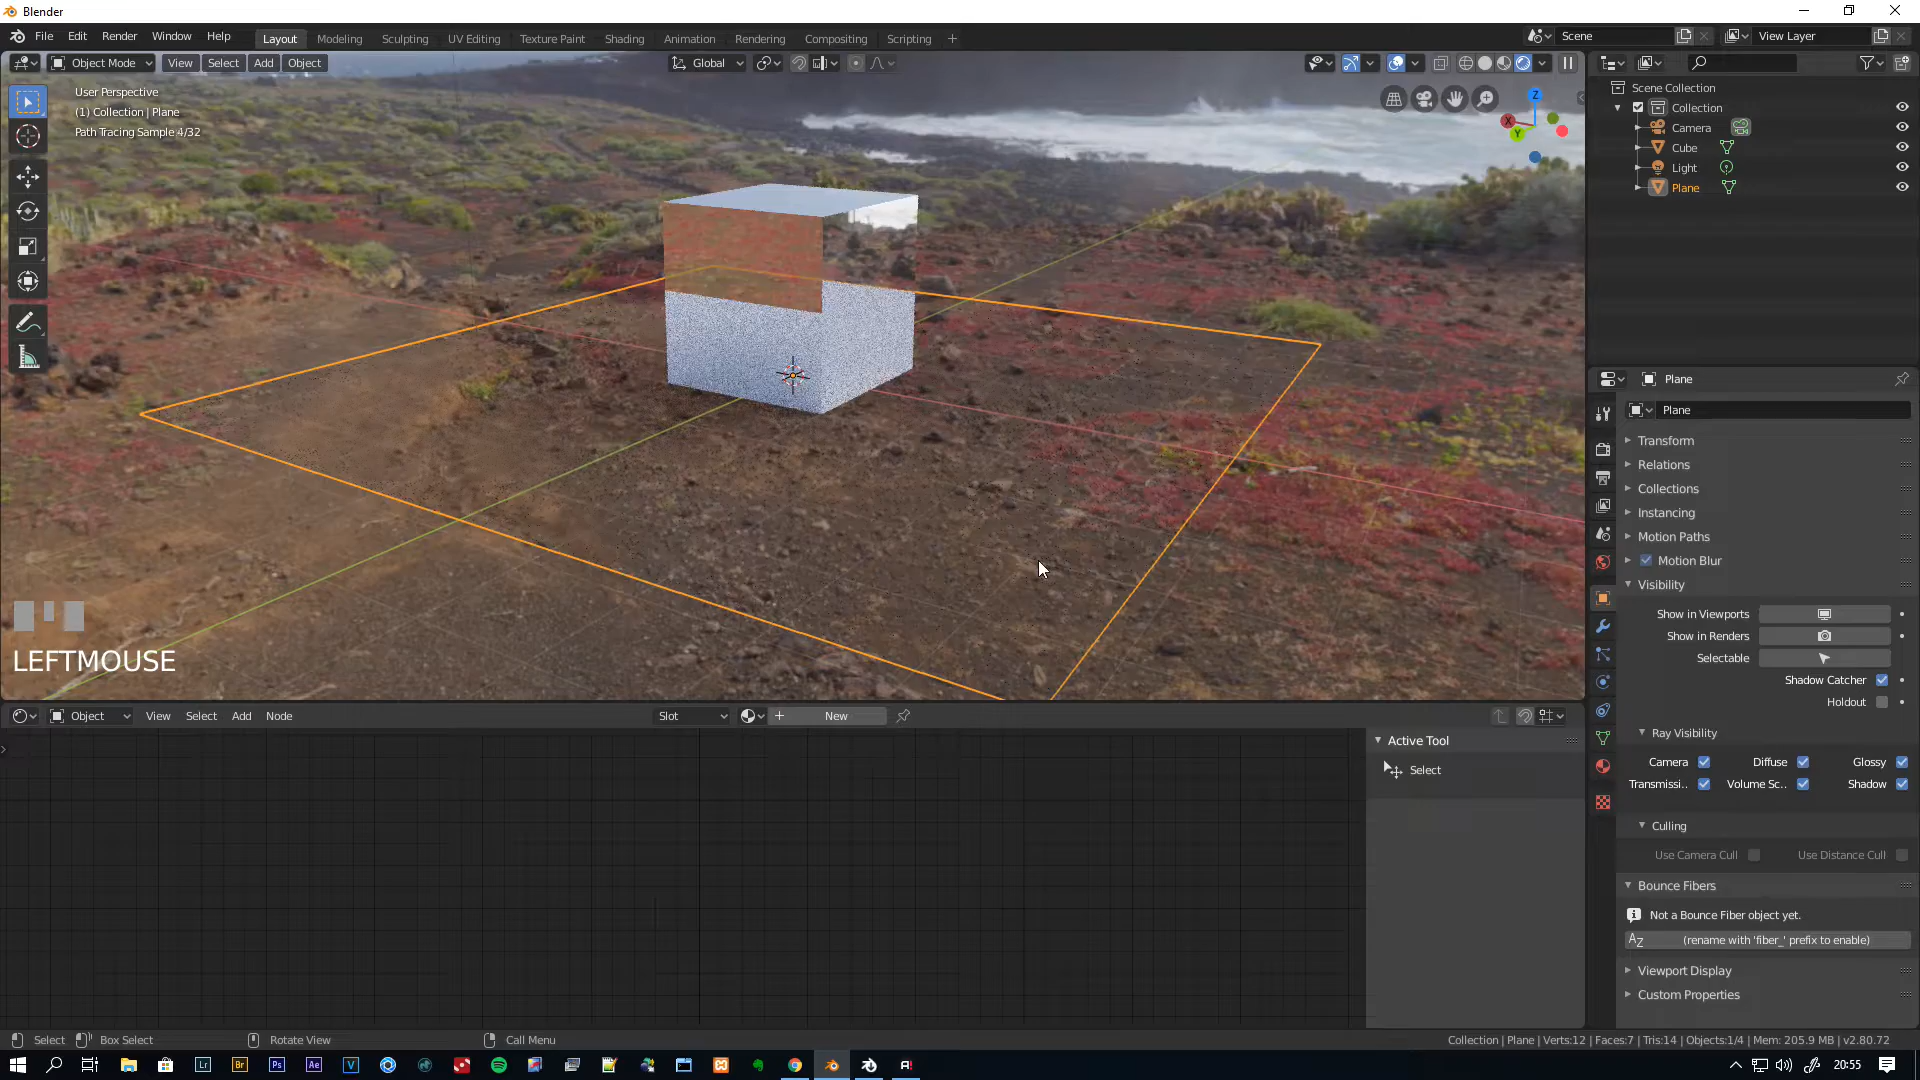 Blender
File Edit Render Window Help
Layout Modeling Sculpting UV Editing Texture Paint Shading Animation Rendering Compositing Scripting
Scene View Layer
Object Mode View Select Add Object Global
User Perspective
(1) Collection | Plane
Path Tracing Sample 4/32
Z
X
Y
LEFTMOUSE
Scene Collection
Collection
Camera
Cube
Light
Plane
Plane
Plane
Transform
Relations
Collections
Instancing
Motion Paths
Motion Blur
Visibility
Show in Viewports
Show in Renders
Selectable
Shadow Catcher
Holdout
Ray Visibility
Camera Diffuse Glossy
Transmissi.. Volume Sc.. Shadow
Culling
Use Camera Cull Use Distance Cull
Bounce Fibers
Not a Bounce Fiber object yet.
(rename with 'fiber_' prefix to enable)
Viewport Display
Custom Properties
Object View Select Add Node Slot New
Active Tool
Select
Select Box Select Rotate View Call Menu
Collection | Plane | Verts:12 | Faces:7 | Tris:14 | Objects:1/4 | Mem: 205.9 MB | v2.80.72
Lr Br Ps Ae V A!
20:55